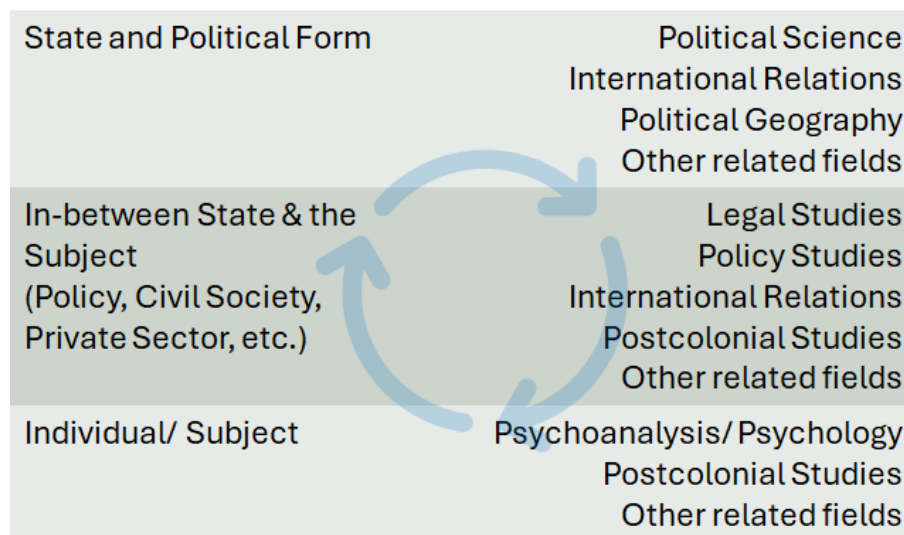 State and Political Form
Political Science
International Relations
Political Geography
Other related fields
In-between State & the
Subject
(Policy, Civil Society,
Private Sector, etc.)
Legal Studies
Policy Studies
International Relations
Postcolonial Studies
Other related fields
Individual/ Subject
Psychoanalysis/ Psychology
Postcolonial Studies
Other related fields